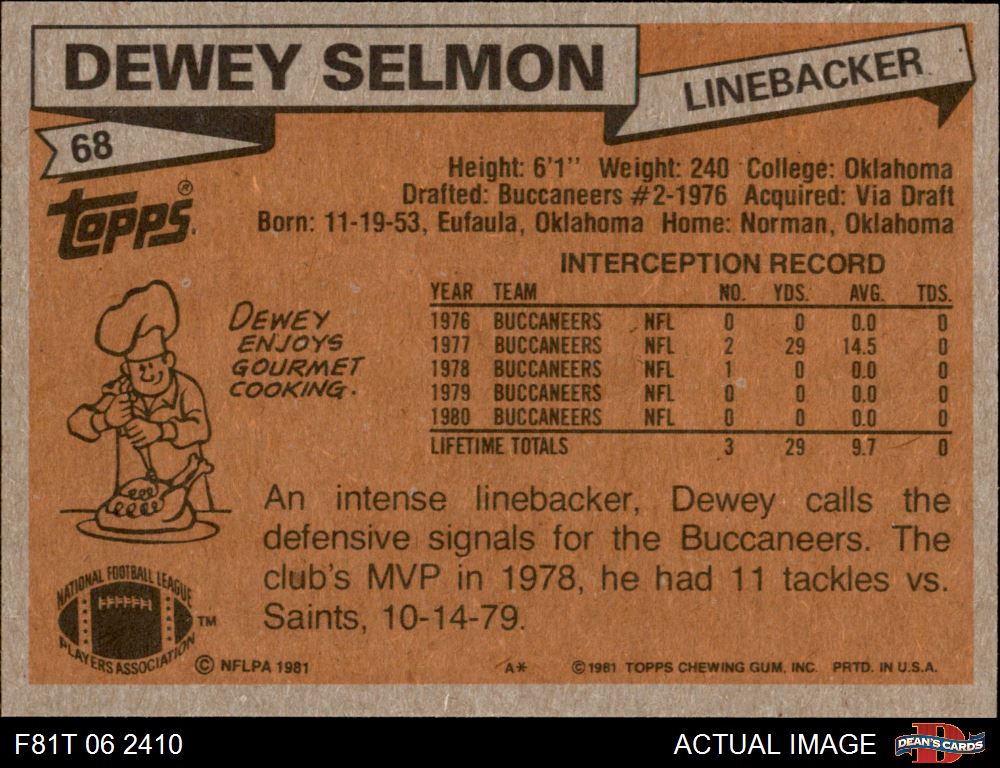 DEWEY SELMON
LINEBACKER
68
TOPPS®
Height: 6'1'' Weight: 240 College: Oklahoma
Drafted: Buccaneers #2-1976 Acquired: Via Draft
Born: 11-19-53, Eufaula, Oklahoma Home: Norman, Oklahoma
INTERCEPTION RECORD
YEAR TEAM NO. YDS. AVG. TDS.
1976 BUCCANEERS NFL 0 0 0.0 0
1977 BUCCANEERS NFL 2 29 14.5 0
1978 BUCCANEERS NFL 1 0 0.0 0
1979 BUCCANEERS NFL 0 0 0.0 0
1980 BUCCANEERS NFL 0 0 0.0 0
LIFETIME TOTALS 3 29 9.7 0
DEWEY
ENJOYS
GOURMET
COOKING.
An intense linebacker, Dewey calls the
defensive signals for the Buccaneers. The
club's MVP in 1978, he had 11 tackles vs.
Saints, 10-14-79.
NATIONAL FOOTBALL LEAGUE
PLAYERS ASSOCIATION
TM
© NFLPA 1981
A*
© 1981 TOPPS CHEWING GUM, INC. PRTD. IN U.S.A.
F81T 06 2410
ACTUAL IMAGE
D
DEAN'S CARDS